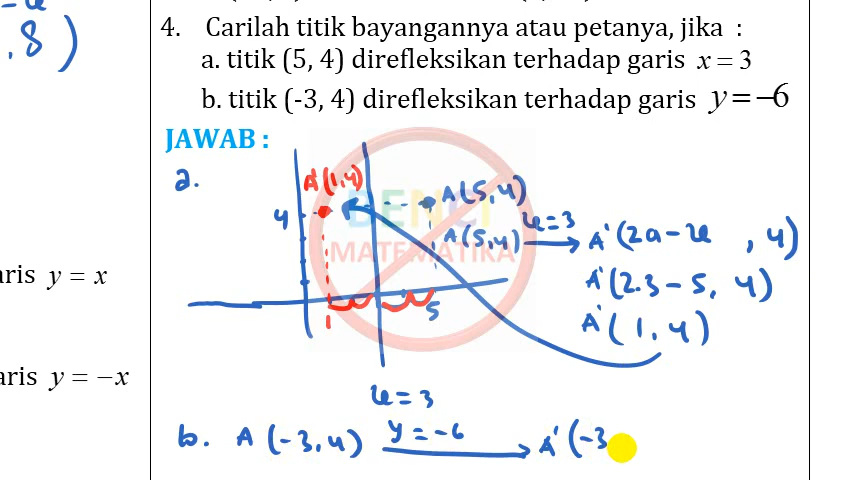 , 8 )
4. Carilah titik bayangannya atau petanya, jika :
a. titik (5, 4) direfleksikan terhadap garis x = 3
b. titik (-3, 4) direfleksikan terhadap garis y = −6
JAWAB :
a.
A'(1,4)
4
A(5,4)
BENCI
MATEMATIKA
A(5,4) x=3 A'(2a−x , 4)
A'(2.3−5, 4)
A'(1,4)
1
5
x=3
aris y = x
aris y = −x
b. A (−3,4) y=−6 A'(−3